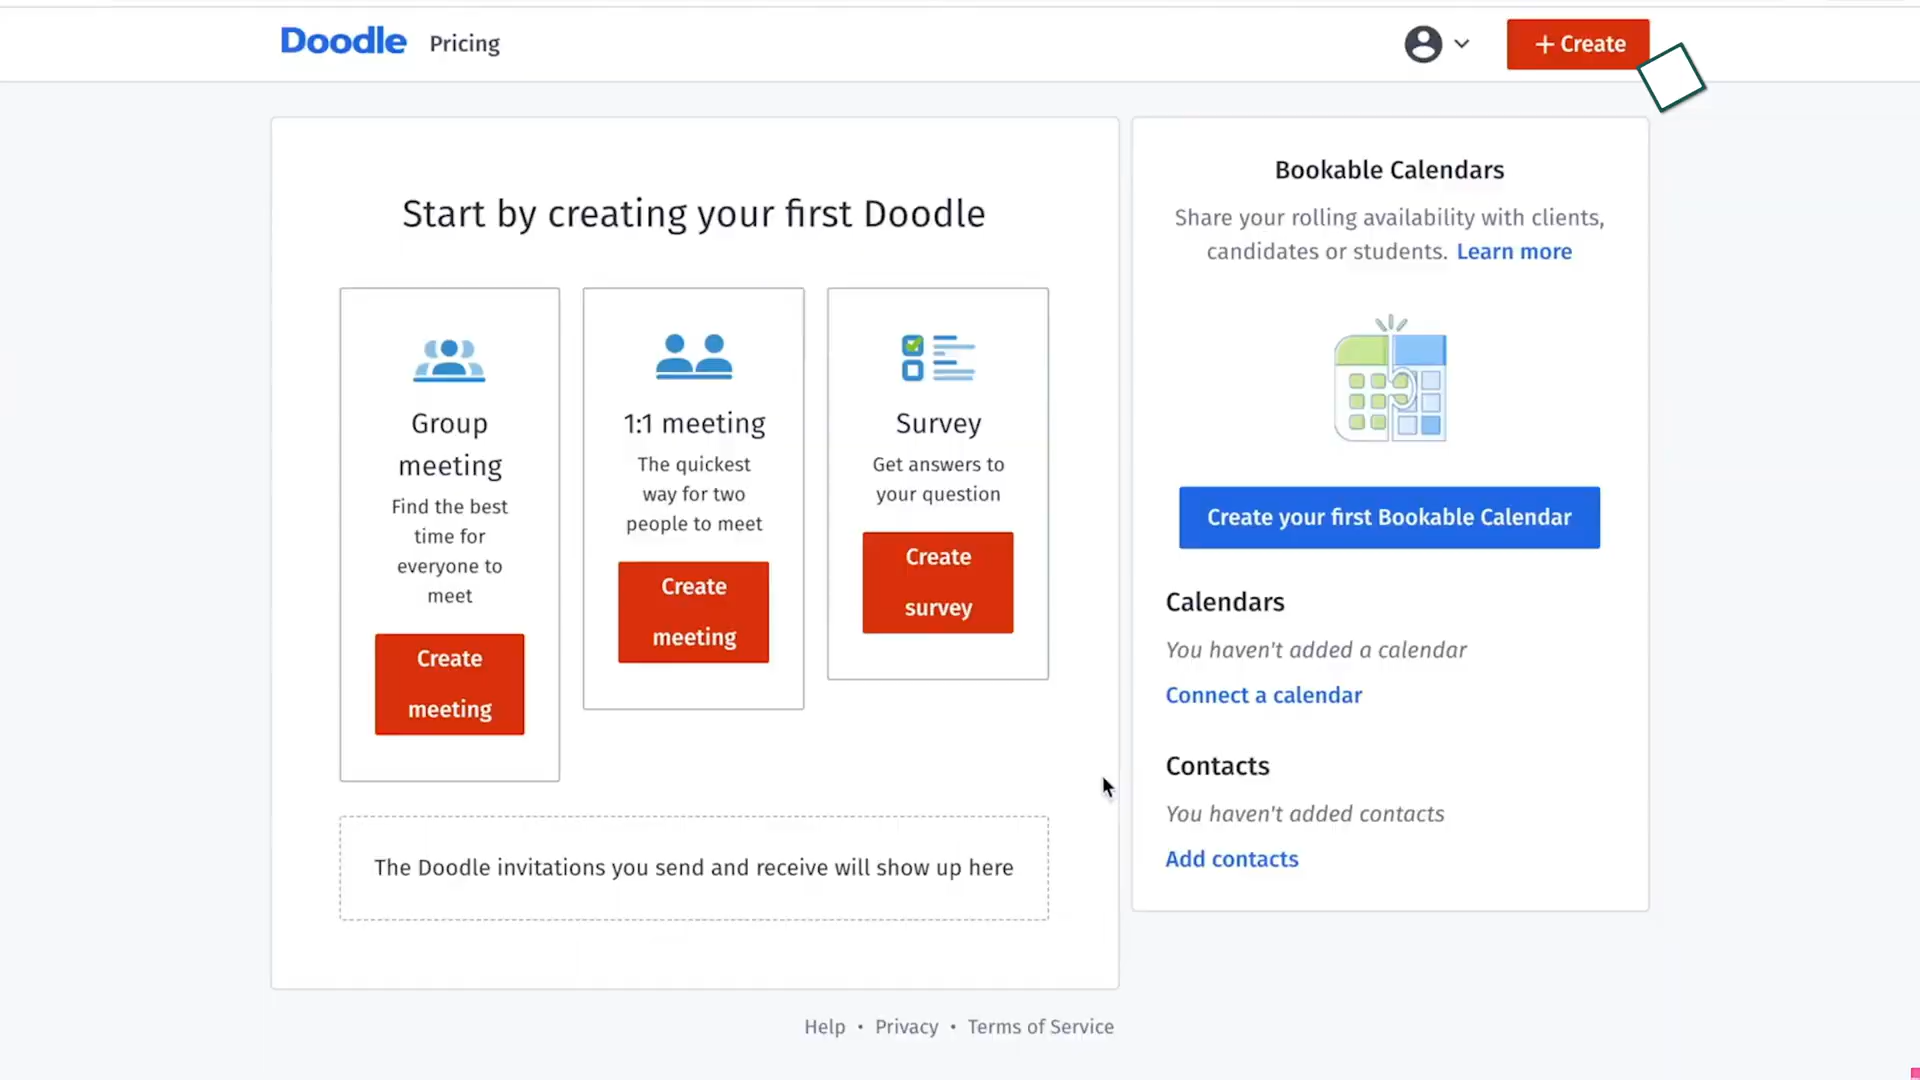 Doodle Pricing
+ Create
Start by creating your first Doodle
Group
meeting
Find the best
time for
everyone to
meet
Create
meeting
1:1 meeting
The quickest
way for two
people to meet
Create
meeting
Survey
Get answers to
your question
Create
survey
The Doodle invitations you send and receive will show up here
Bookable Calendars
Share your rolling availability with clients,
candidates or students. Learn more
Create your first Bookable Calendar
Calendars
You haven't added a calendar
Connect a calendar
Contacts
You haven't added contacts
Add contacts
Help • Privacy • Terms of Service